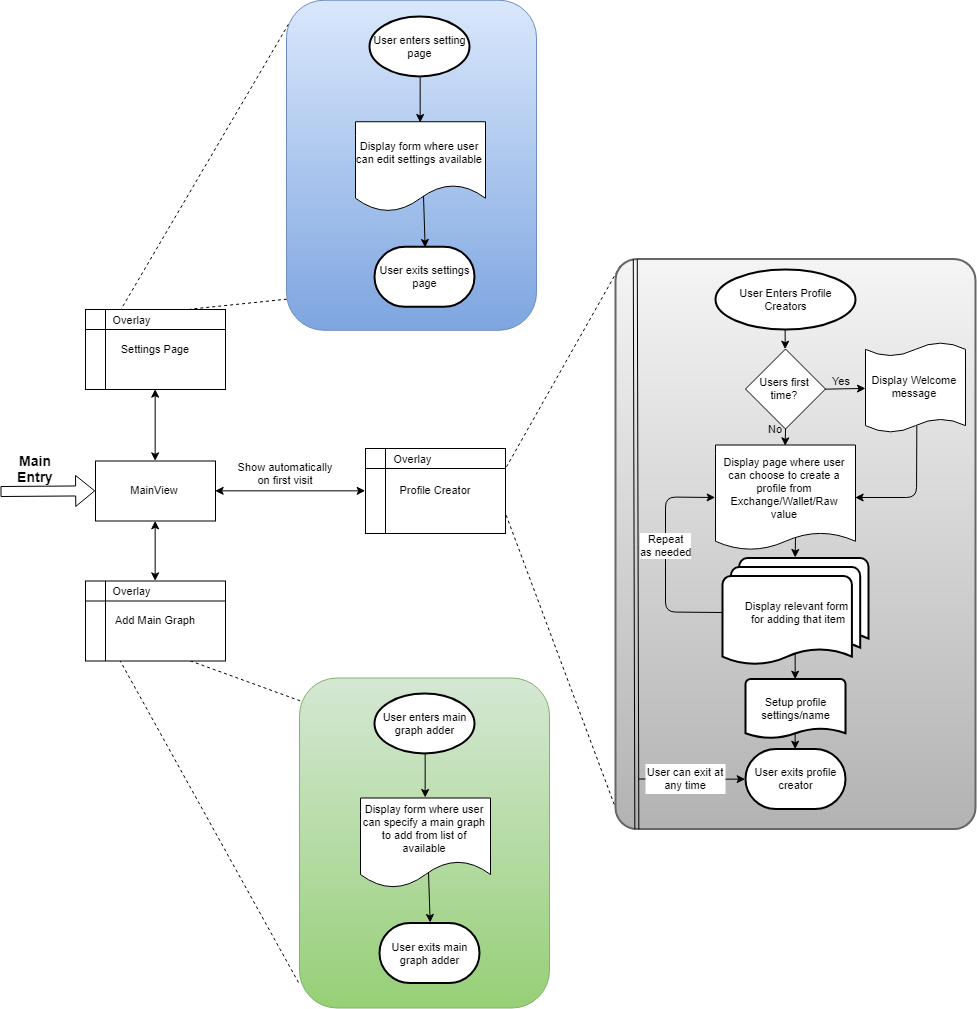 User enters setting
page
Display form where user
can edit settings available
User exits settings
page
Overlay
Settings Page
Main
Entry
MainView
Show automatically
on first visit
Overlay
Profile Creator
Overlay
Add Main Graph
User Enters Profile
Creators
Users first
time?
Yes
Display Welcome
message
No
Display page where user
can choose to create a
profile from
Exchange/Wallet/Raw
value
Repeat
as needed
Display relevant form
for adding that item
Setup profile
settings/name
User can exit at
any time
User exits profile
creator
User enters main
graph adder
Display form where user
can specify a main graph
to add from list of
available
User exits main
graph adder